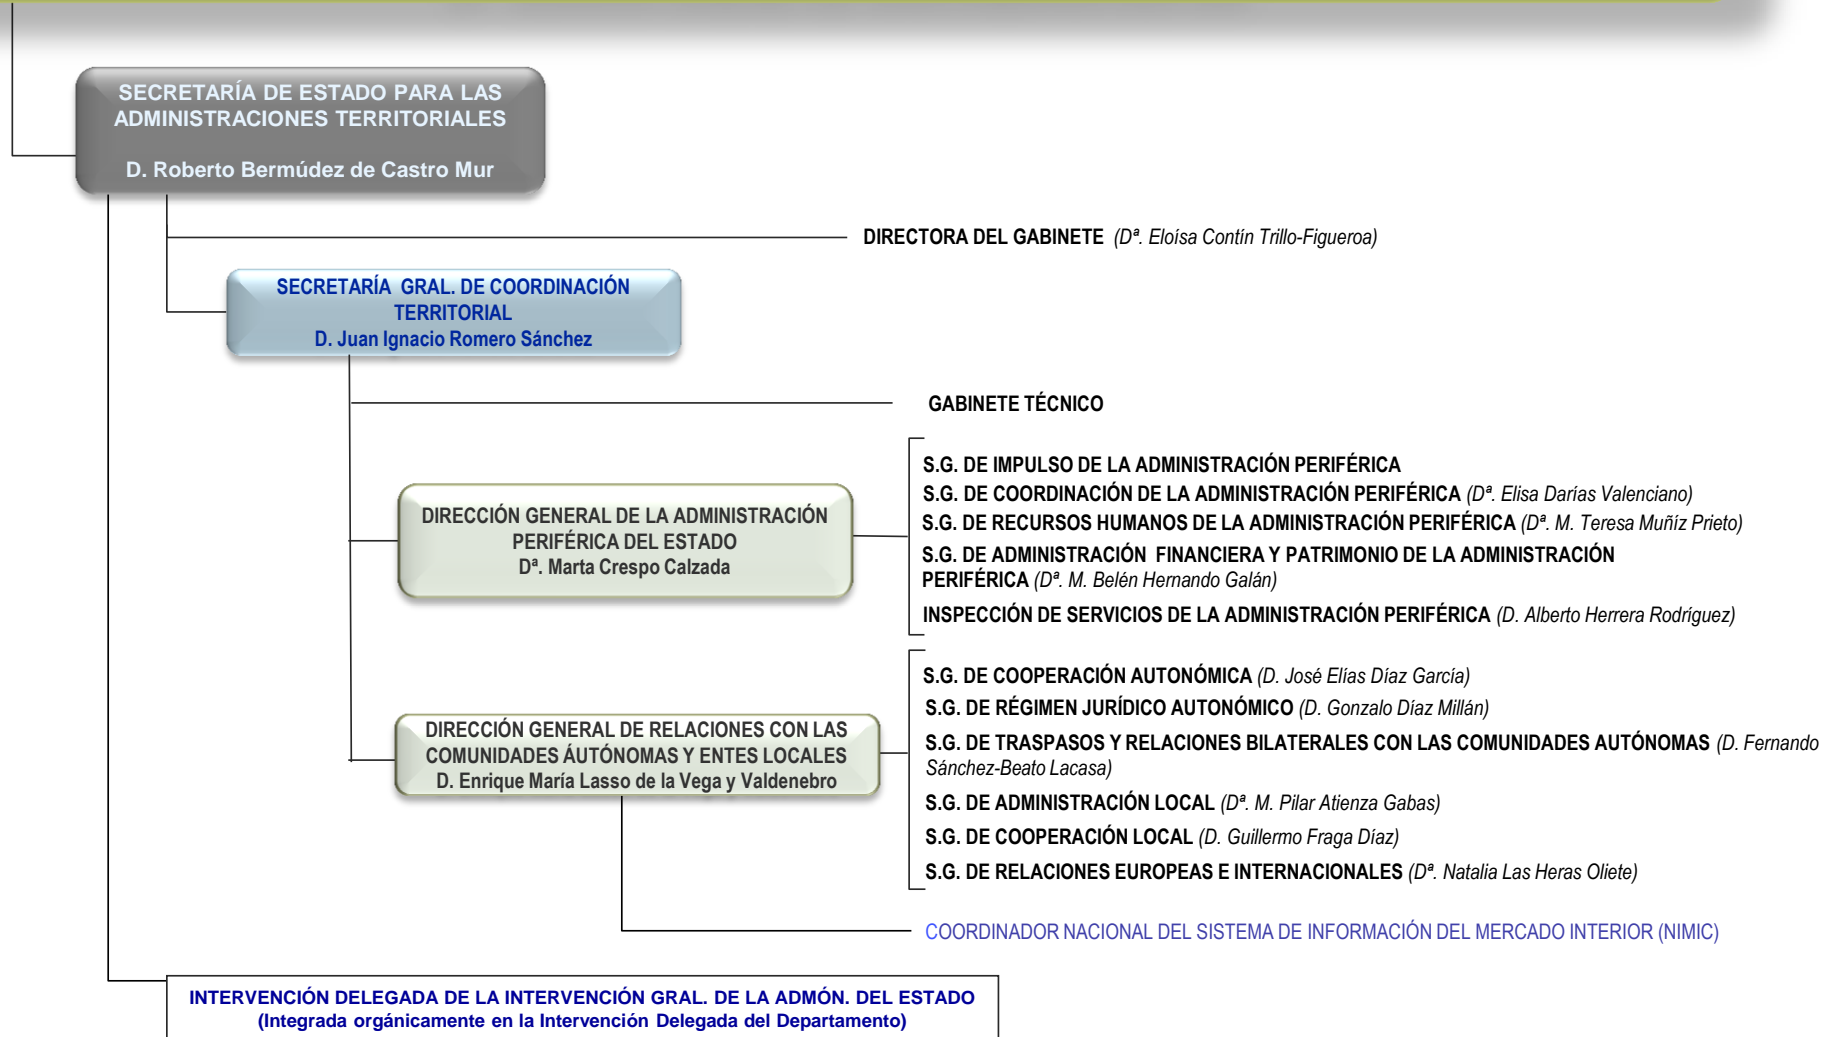 SECRETARÍA DE ESTADO PARA LAS
ADMINISTRACIONES TERRITORIALES
D. Roberto Bermúdez de Castro Mur
DIRECTORA DEL GABINETE (Dª. Eloísa Contín Trillo-Figueroa)
SECRETARÍA GRAL. DE COORDINACIÓN
TERRITORIAL
D. Juan Ignacio Romero Sánchez
GABINETE TÉCNICO
DIRECCIÓN GENERAL DE LA ADMINISTRACIÓN
PERIFÉRICA DEL ESTADO
Dª. Marta Crespo Calzada
S.G. DE IMPULSO DE LA ADMINISTRACIÓN PERIFÉRICA
S.G. DE COORDINACIÓN DE LA ADMINISTRACIÓN PERIFÉRICA (Dª. Elisa Darías Valenciano)
S.G. DE RECURSOS HUMANOS DE LA ADMINISTRACIÓN PERIFÉRICA (Dª. M. Teresa Muñíz Prieto)
S.G. DE ADMINISTRACIÓN FINANCIERA Y PATRIMONIO DE LA ADMINISTRACIÓN
PERIFÉRICA (Dª. M. Belén Hernando Galán)
INSPECCIÓN DE SERVICIOS DE LA ADMINISTRACIÓN PERIFÉRICA (D. Alberto Herrera Rodríguez)
DIRECCIÓN GENERAL DE RELACIONES CON LAS
COMUNIDADES ÁUTÓNOMAS Y ENTES LOCALES
D. Enrique María Lasso de la Vega y Valdenebro
S.G. DE COOPERACIÓN AUTONÓMICA (D. José Elías Díaz García)
S.G. DE RÉGIMEN JURÍDICO AUTONÓMICO (D. Gonzalo Díaz Millán)
S.G. DE TRASPASOS Y RELACIONES BILATERALES CON LAS COMUNIDADES AUTÓNOMAS (D. Fernando
Sánchez-Beato Lacasa)
S.G. DE ADMINISTRACIÓN LOCAL (Dª. M. Pilar Atienza Gabas)
S.G. DE COOPERACIÓN LOCAL (D. Guillermo Fraga Díaz)
S.G. DE RELACIONES EUROPEAS E INTERNACIONALES (Dª. Natalia Las Heras Oliete)
COORDINADOR NACIONAL DEL SISTEMA DE INFORMACIÓN DEL MERCADO INTERIOR (NIMIC)
INTERVENCIÓN DELEGADA DE LA INTERVENCIÓN GRAL. DE LA ADMÓN. DEL ESTADO
(Integrada orgánicamente en la Intervención Delegada del Departamento)